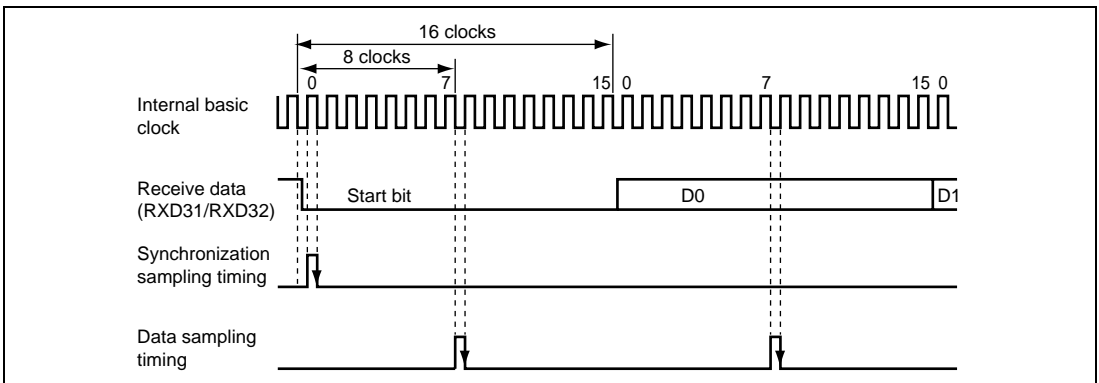 16 clocks
8 clocks
0 7 15 0 7 15 0
Internal basic
clock
Receive data
(RXD31/RXD32)
Start bit D0 D1
Synchronization
sampling timing
Data sampling
timing